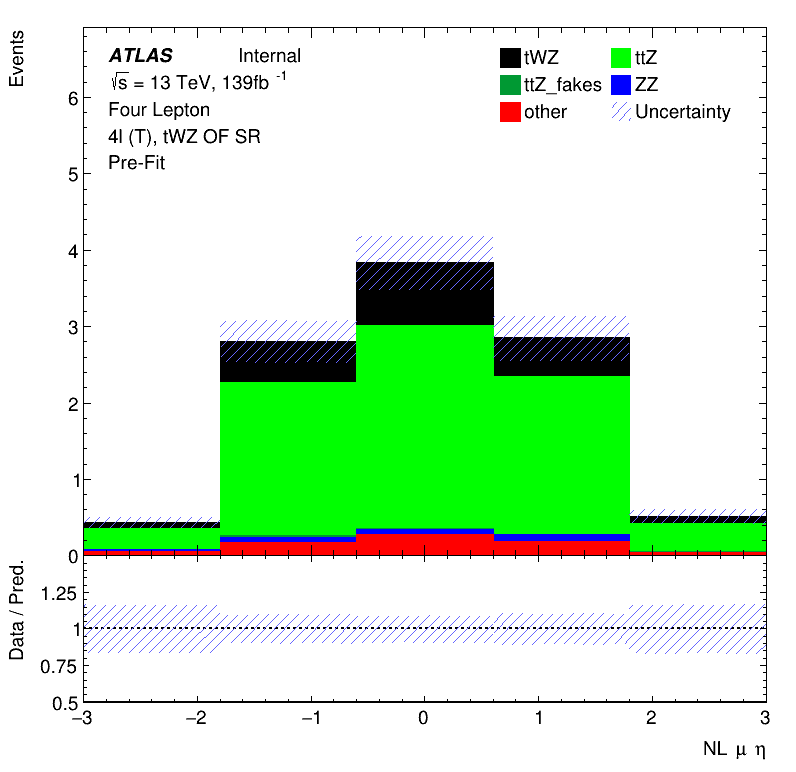 Events
ATLAS Internal
√s = 13 TeV, 139fb -1
Four Lepton
4l (T), tWZ OF SR
Pre-Fit
tWZ ttZ
ttZ_fakes ZZ
other Uncertainty
6
5
4
3
2
1
0
Data / Pred.
1.25
1
0.75
0.5
−3 −2 −1 0 1 2 3
NL μ η